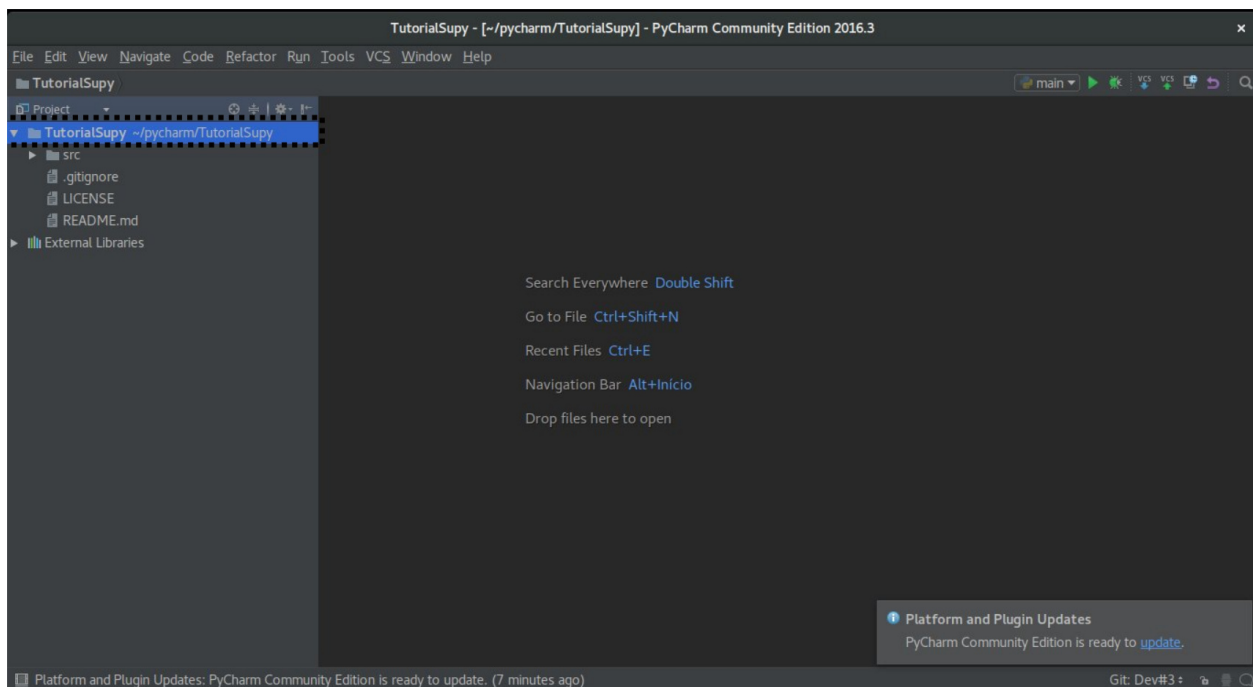 TutorialSupy - [~/pycharm/TutorialSupy] - PyCharm Community Edition 2016.3
File Edit View Navigate Code Refactor Run Tools VCS Window Help
TutorialSupy
main
VCS VCS
Project
TutorialSupy ~/pycharm/TutorialSupy
src
.gitignore
LICENSE
README.md
External Libraries
Search Everywhere Double Shift
Go to File Ctrl+Shift+N
Recent Files Ctrl+E
Navigation Bar Alt+Início
Drop files here to open
Platform and Plugin Updates
PyCharm Community Edition is ready to update.
Platform and Plugin Updates: PyCharm Community Edition is ready to update. (7 minutes ago)
Git: Dev#3